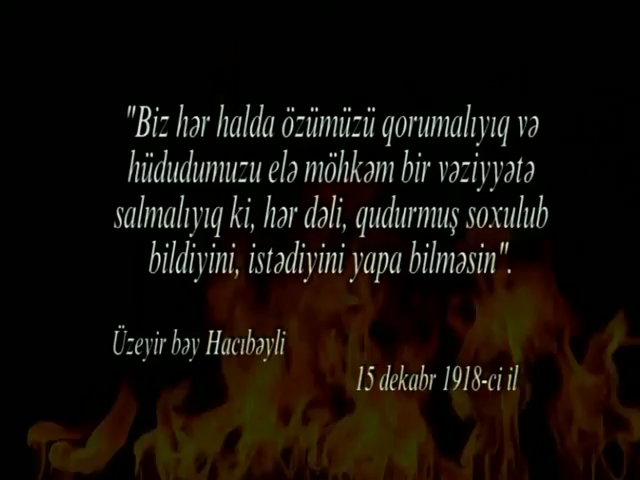 "Biz hər halda özümüzü qorumalıyıq və
hüdudumuzu elə möhkəm bir vəziyyətə
salmalıyıq ki, hər dəli, qudurmuş soxulub
bildiyini, istədiyini yapa bilməsin".
Üzeyir bəy Hacıbəyli
15 dekabr 1918-ci il